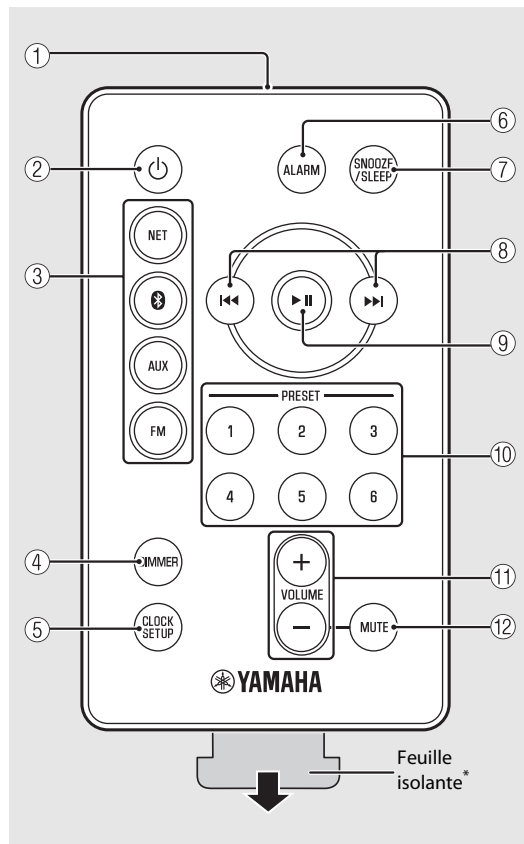 ①
⑥
②
ALARM
SNOOZE
/SLEEP
⑦
③
NET
⑧
⑨
AUX
PRESET
FM
1
2
3
⑩
4
5
6
④
DIMMER
+
⑪
VOLUME
⑤
CLOCK
SETUP
−
MUTE
⑫
YAMAHA
Feuille
isolante*